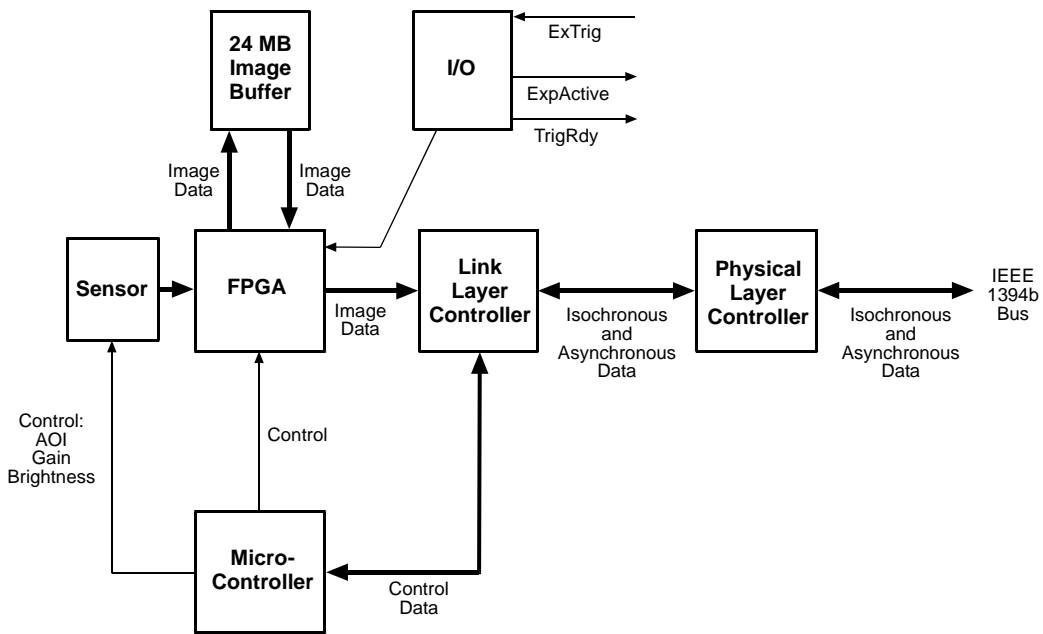 24 MB
Image
Buffer
I/O
ExTrig
ExpActive
TrigRdy
Image
Data
Image
Data
Sensor
FPGA
Image
Data
Link
Layer
Controller
Isochronous
and
Asynchronous
Data
Physical
Layer
Controller
Isochronous
and
Asynchronous
Data
IEEE
1394b
Bus
Control:
AOI
Gain
Brightness
Control
Micro-
Controller
Control
Data